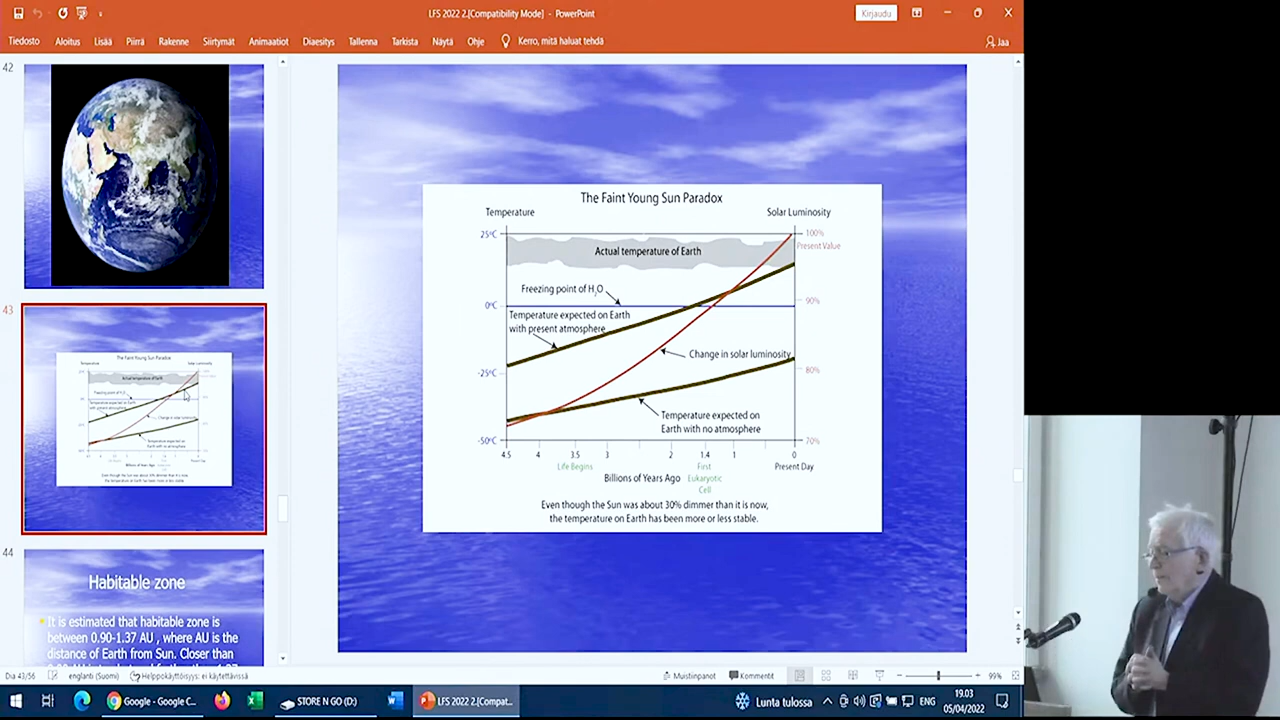 LFS 2022 2.[Compatibility Mode] - PowerPoint
Kirjaudu
Tiedosto Aloitus Lisää Piirrä Rakenne Siirtymät Animaatiot Diaesitys Tallenna Tarkista Näytä Ohje Kerro, mitä haluat tehdä Jaa
42
43
44
Habitable zone
It is estimated that habitable zone is
between 0.90-1.37 AU , where AU is the
distance of Earth from Sun. Closer than
The Faint Young Sun Paradox
Temperature
Solar Luminosity
25°C
100%
Present Value
Actual temperature of Earth
Freezing point of H2O
0°C
90%
Temperature expected on Earth
with present atmosphere
Change in solar luminosity
-25°C
80%
Temperature expected on
Earth with no atmosphere
-50°C
70%
4.5 4 3.5 3 2 1.4 1 0
Life Begins
First
Eukaryotic
Cell
Present Day
Billions of Years Ago
Even though the Sun was about 30% dimmer than it is now,
the temperature on Earth has been more or less stable.
Dia 43/56 englanti (Suomi) Helppokäyttöisyys: ei käytettävissä
Muistiinpanot Kommentit 99%
Google - Google C...
STORE N GO (D:)
LFS 2022 2.[Compat...
Lunta tulossa
ENG
19.03
05/04/2022